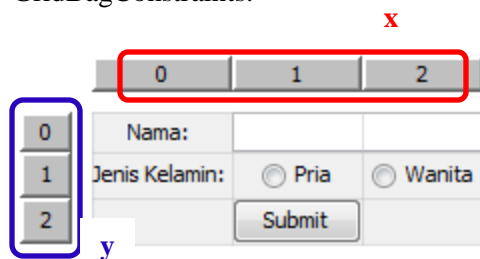 GridBagConstraints.
x
0 1 2
0 Nama:
1 Jenis Kelamin: Pria Wanita
2 Submit
y